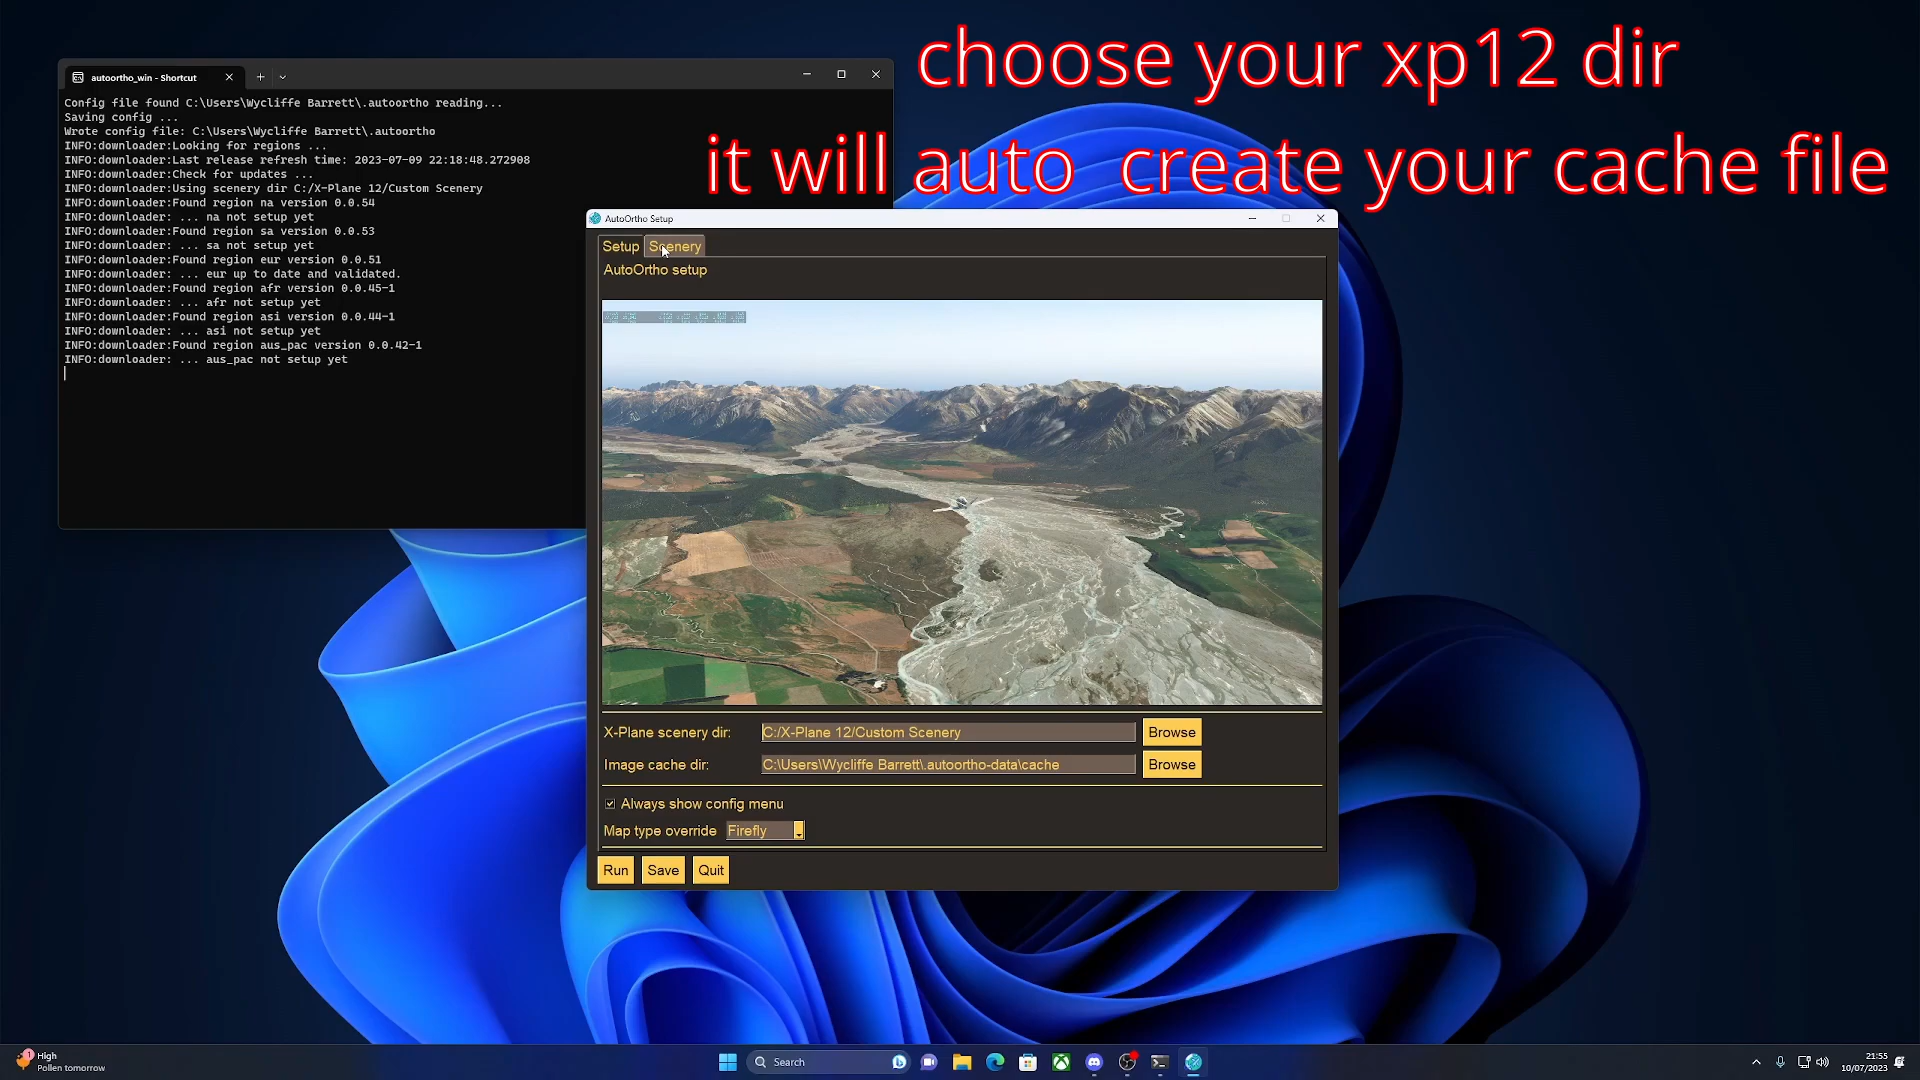 choose your xp12 dir
it will auto create your cache file
autoortho_win - Shortcut
Config file found C:\Users\Wycliffe Barrett\.autoortho reading...
Saving config ...
Wrote config file: C:\Users\Wycliffe Barrett\.autoortho
INFO:downloader:Looking for regions ...
INFO:downloader:Last release refresh time: 2023-07-09 22:18:48.272908
INFO:downloader:Check for updates ...
INFO:downloader:Using scenery dir C:/X-Plane 12/Custom Scenery
INFO:downloader:Found region na version 0.0.54
INFO:downloader: ... na not setup yet
INFO:downloader:Found region sa version 0.0.53
INFO:downloader: ... sa not setup yet
INFO:downloader:Found region eur version 0.0.51
INFO:downloader: ... eur up to date and validated.
INFO:downloader:Found region afr version 0.0.45-1
INFO:downloader: ... afr not setup yet
INFO:downloader:Found region asi version 0.0.44-1
INFO:downloader: ... asi not setup yet
INFO:downloader:Found region aus_pac version 0.0.42-1
INFO:downloader: ... aus_pac not setup yet
AutoOrtho Setup
Setup Scenery
AutoOrtho setup
X-Plane scenery dir: C:/X-Plane 12/Custom Scenery Browse
Image cache dir: C:\Users\Wycliffe Barrett\.autoortho-data\cache Browse
Always show config menu
Map type override Firefly
Run Save Quit
1
High
Pollen tomorrow
Search
21:55
10/07/2023